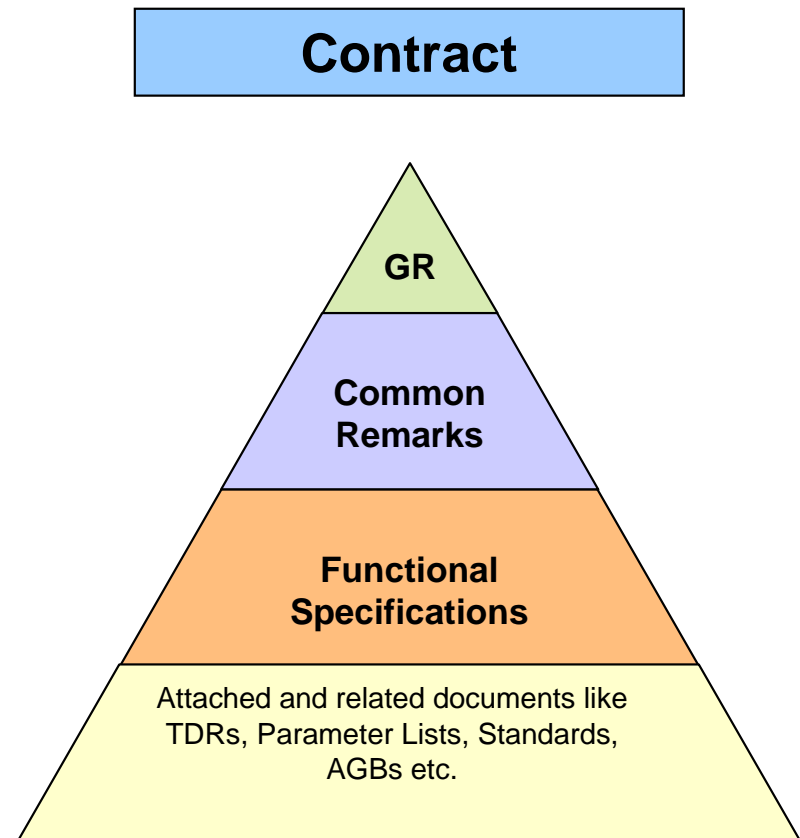 Contract
GR
Common
Remarks
Functional
Specifications
Attached and related documents like
TDRs, Parameter Lists, Standards,
AGBs etc.